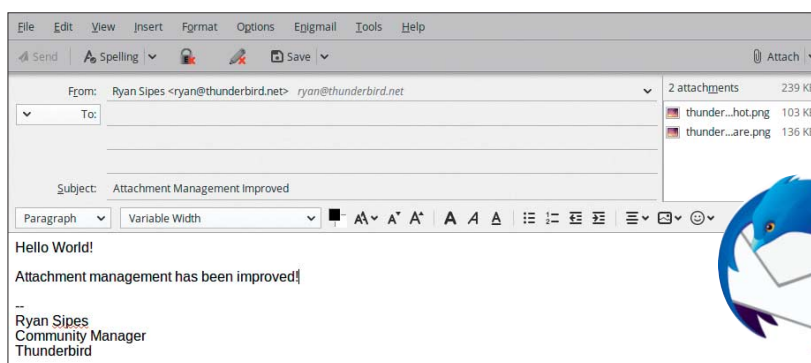 File Edit View Insert Format Options Enigmail Tools Help
Send Spelling Save Attach
From: Ryan Sipes <ryan@thunderbird.net> ryan@thunderbird.net
2 attachments 239
To:
thunder...hot.png 103
thunder...are.png 136
Subject: Attachment Management Improved
Paragraph Variable Width
Hello World!
Attachment management has been improved!
--
Ryan Sipes
Community Manager
Thunderbird